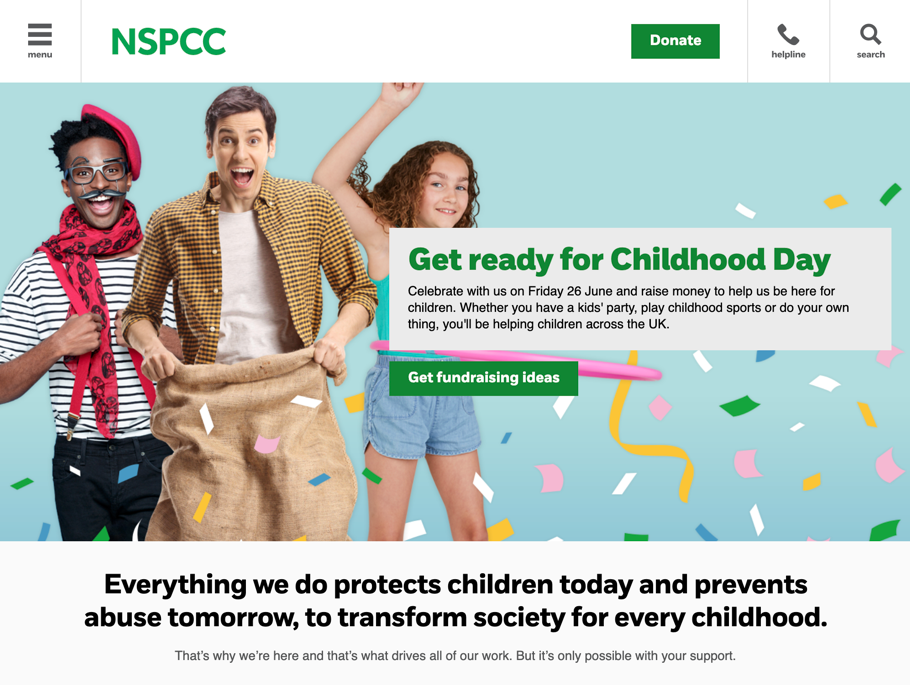 menu
NSPCC
Donate
helpline
search
Get ready for Childhood Day
Celebrate with us on Friday 26 June and raise money to help us be here for
children. Whether you have a kids' party, play childhood sports or do your own
thing, you'll be helping children across the UK.
Get fundraising ideas
Everything we do protects children today and prevents
abuse tomorrow, to transform society for every childhood.
That’s why we’re here and that’s what drives all of our work. But it’s only possible with your support.